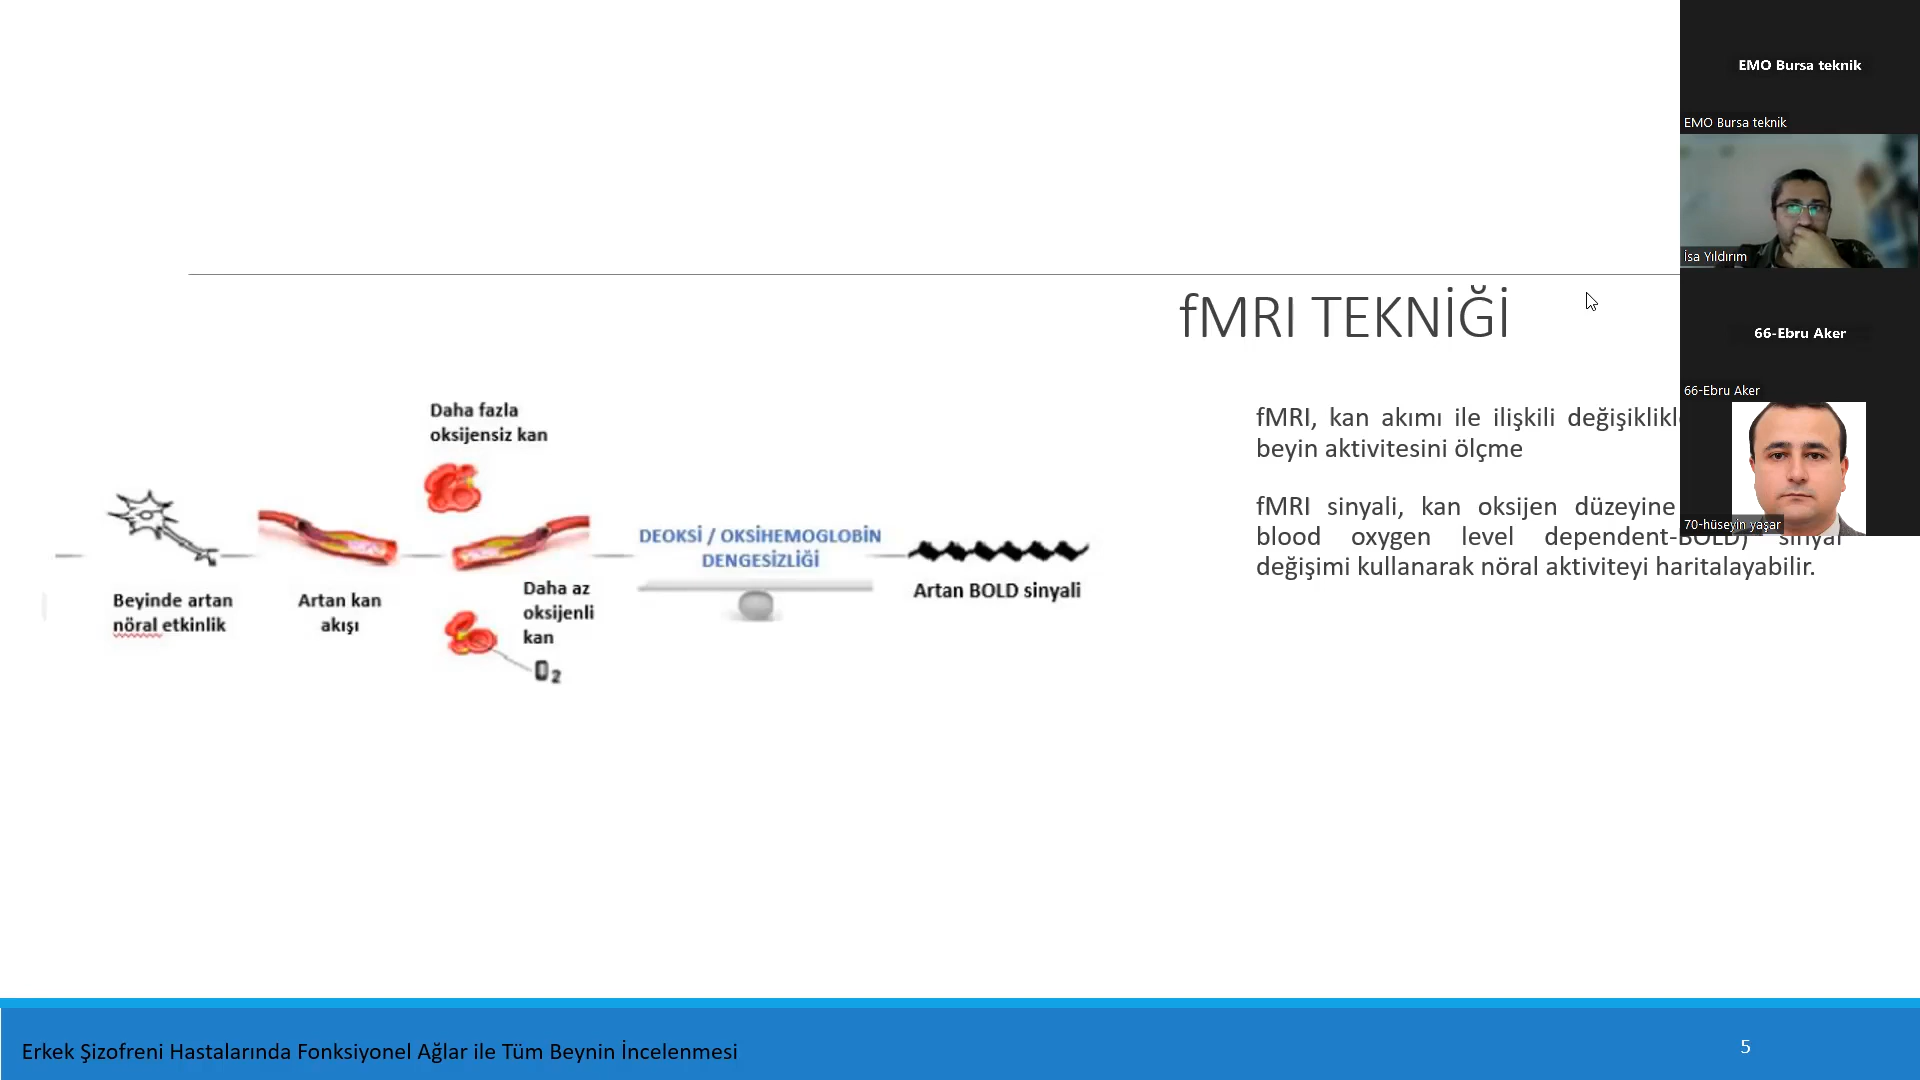 EMO Bursa teknik
EMO Bursa teknik
İsa Yıldırım
66-Ebru Aker
66-Ebru Aker
70-hüseyin yaşar
fMRI TEKNİĞİ
fMRI, kan akımı ile ilişkili
beyin aktivitesini ölçme
fMRI sinyali, kan oksijen düzeyine
blood oxygen level dependent-BOLD) sinyal
değişimi kullanarak nöral aktiviteyi haritalayabilir.
Daha fazla
oksijensiz kan
Beyinde artan
nöral etkinlik
Artan kan
akışı
Daha az
oksijenli
kan
O2
DEOKSİ / OKSİHEMOGLOBİN
DENGESİZLİĞİ
Artan BOLD sinyali
Erkek Şizofreni Hastalarında Fonksiyonel Ağlar ile Tüm Beynin İncelenmesi
5